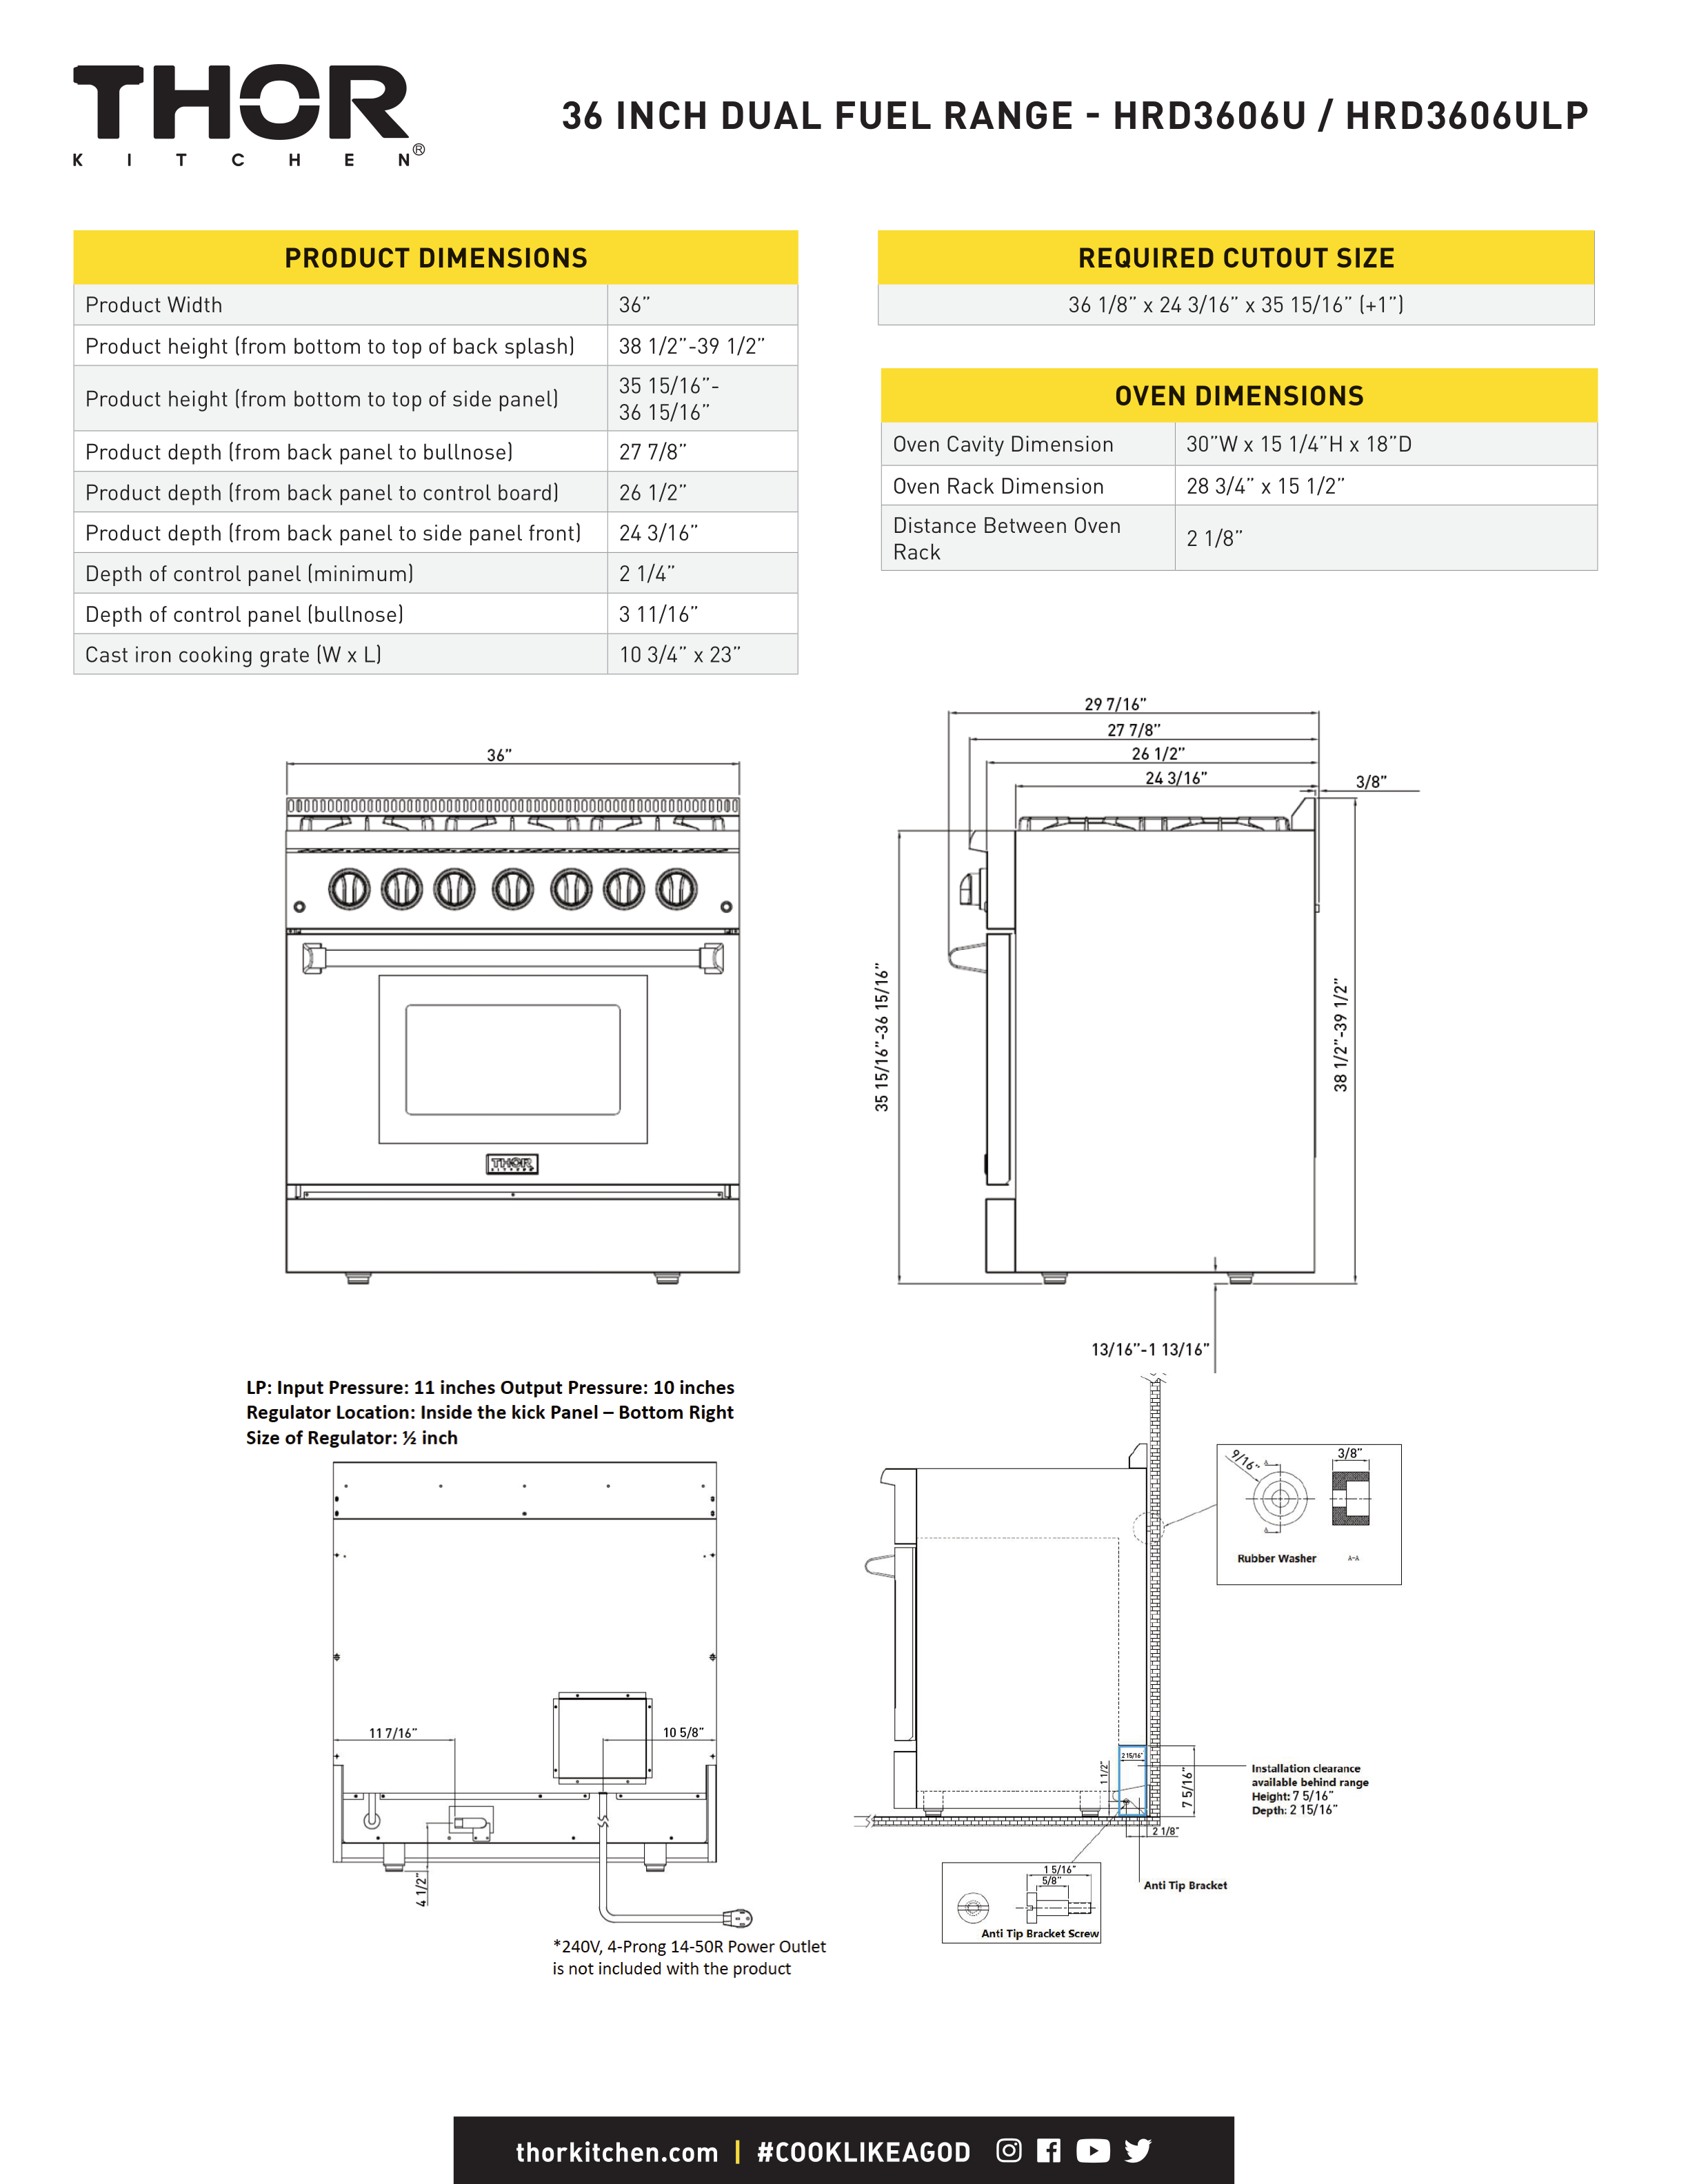 THOR
KITCHEN®
36 INCH DUAL FUEL RANGE - HRD3606U / HRD3606ULP
PRODUCT DIMENSIONS
Product Width 36”
Product height (from bottom to top of back splash) 38 1/2”-39 1/2”
Product height (from bottom to top of side panel) 35 15/16”-
36 15/16”
Product depth (from back panel to bullnose) 27 7/8”
Product depth (from back panel to control board) 26 1/2”
Product depth (from back panel to side panel front) 24 3/16”
Depth of control panel (minimum) 2 1/4”
Depth of control panel (bullnose) 3 11/16”
Cast iron cooking grate (W x L) 10 3/4” x 23”
REQUIRED CUTOUT SIZE
36 1/8” x 24 3/16” x 35 15/16” (+1”)
OVEN DIMENSIONS
Oven Cavity Dimension 30”W x 15 1/4”H x 18”D
Oven Rack Dimension 28 3/4” x 15 1/2”
Distance Between Oven
Rack
2 1/8”
36”
THOR
KITCHEN
29 7/16”
27 7/8”
26 1/2”
24 3/16”
3/8”
35 15/16”-36 15/16”
38 1/2”-39 1/2”
13/16”-1 13/16”
LP: Input Pressure: 11 inches Output Pressure: 10 inches
Regulator Location: Inside the kick Panel – Bottom Right
Size of Regulator: ½ inch
11 7/16”
10 5/8”
4 1/2”
*240V, 4-Prong 14-50R Power Outlet
is not included with the product
9/16”
A
A
3/8”
Rubber Washer
A-A
2 15/16”
1 1/2”
7 5/16”
2 1/8”
Installation clearance
available behind range
Height: 7 5/16”
Depth: 2 15/16”
Anti Tip Bracket
1 5/16”
5/8”
Anti Tip Bracket Screw
thorkitchen.com | #COOKLIKEAGOD